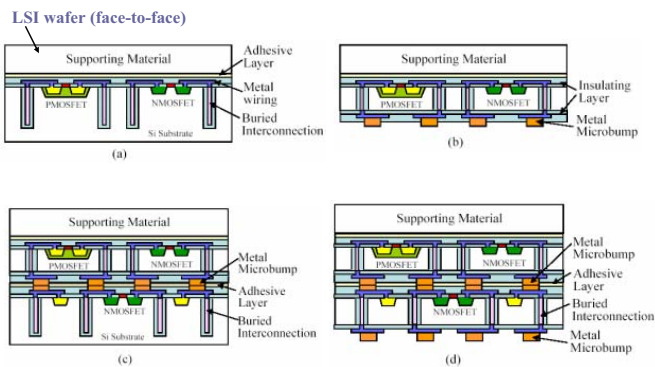 LSI wafer (face-to-face)
Supporting Material
Adhesive
Layer
Metal
wiring
PMOSFET
NMOSFET
Buried
Interconnection
Si Substrate
(a)
Supporting Material
Insulating
Layer
PMOSFET
NMOSFET
Metal
Microbump
(b)
Supporting Material
PMOSFET
NMOSFET
Metal
Microbump
Adhesive
Layer
NMOSFET
Buried
Interconnection
Si Substrate
(c)
Supporting Material
PMOSFET
NMOSFET
Metal
Microbump
Adhesive
Layer
NMOSFET
Buried
Interconnection
Metal
Microbump
(d)